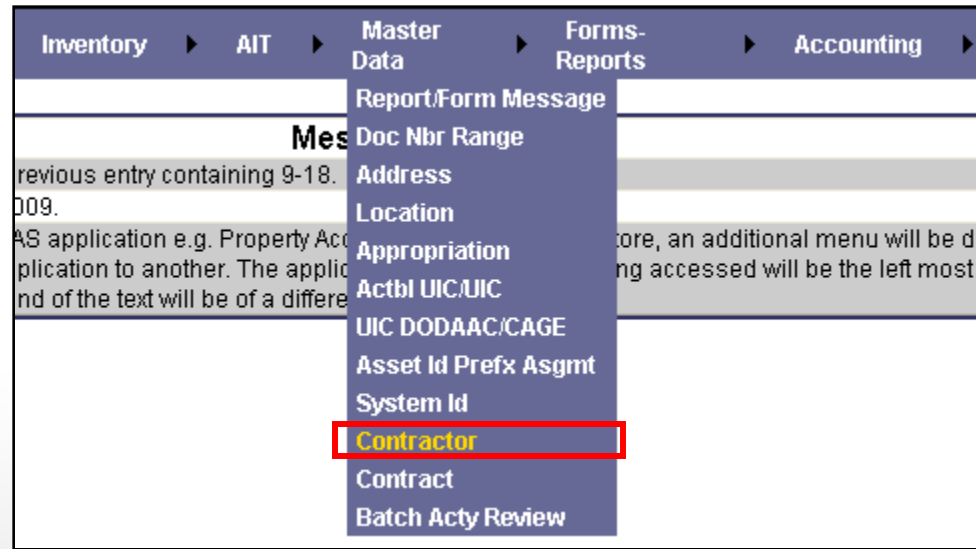 Inventory AIT Master Data Forms-Reports Accounting
Report/Form Message
Mes
Doc Nbr Range
revious entry containing 9-18.
Address
009.
Location
AS application e.g. Property Acc
Appropriation
tore, an additional menu will be d
plication to another. The applic
ng accessed will be the left most
Actbl UIC/UIC
nd of the text will be of a differe
UIC DODAAC/CAGE
Asset Id Prefx Asgmt
System Id
Contractor
Contract
Batch Acty Review